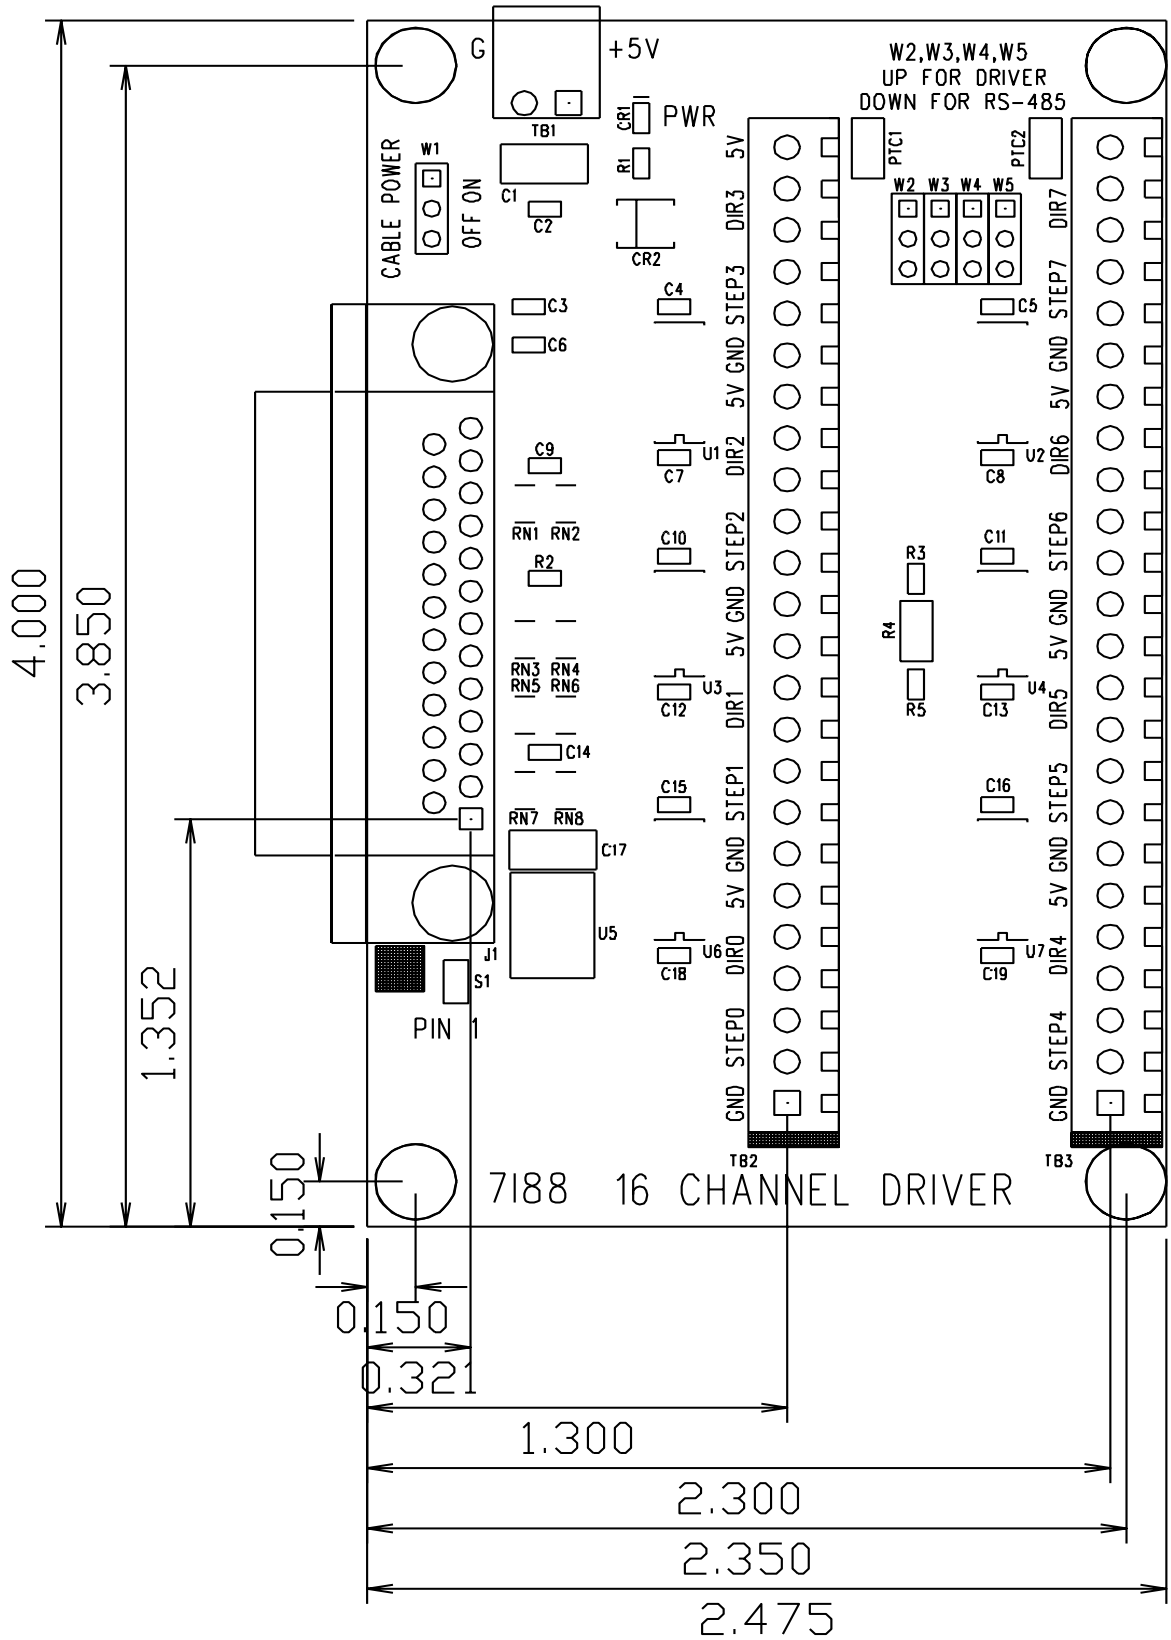 G
+5V
W2,W3,W4,W5
UP FOR DRIVER
DOWN FOR RS-485
CR1
PWR
TB1
R1
C1
C2
CR2
W1
CABLE POWER
OFF ON
PTC1
PTC2
W2 W3 W4 W5
C3
C6
C4
C5
C9
RN1 RN2
R2
RN3 RN4
RN5 RN6
C14
RN7 RN8
C17
U5
J1
S1
PIN 1
U1
C7
C10
U3
C12
C15
U6
C18
5V
DIR3
STEP3
GND
5V
DIR2
STEP2
GND
5V
DIR1
STEP1
GND
5V
DIR0
STEP0
GND
TB2
R3
R4
R5
U2
C8
C11
U4
C13
C16
U7
C19
DIR7
STEP7
GND
5V
DIR6
STEP6
GND
5V
DIR5
STEP5
GND
5V
DIR4
STEP4
GND
TB3
7I88 16 CHANNEL DRIVER
4.000
3.850
1.352
0.150
0.150
0.321
1.300
2.300
2.350
2.475